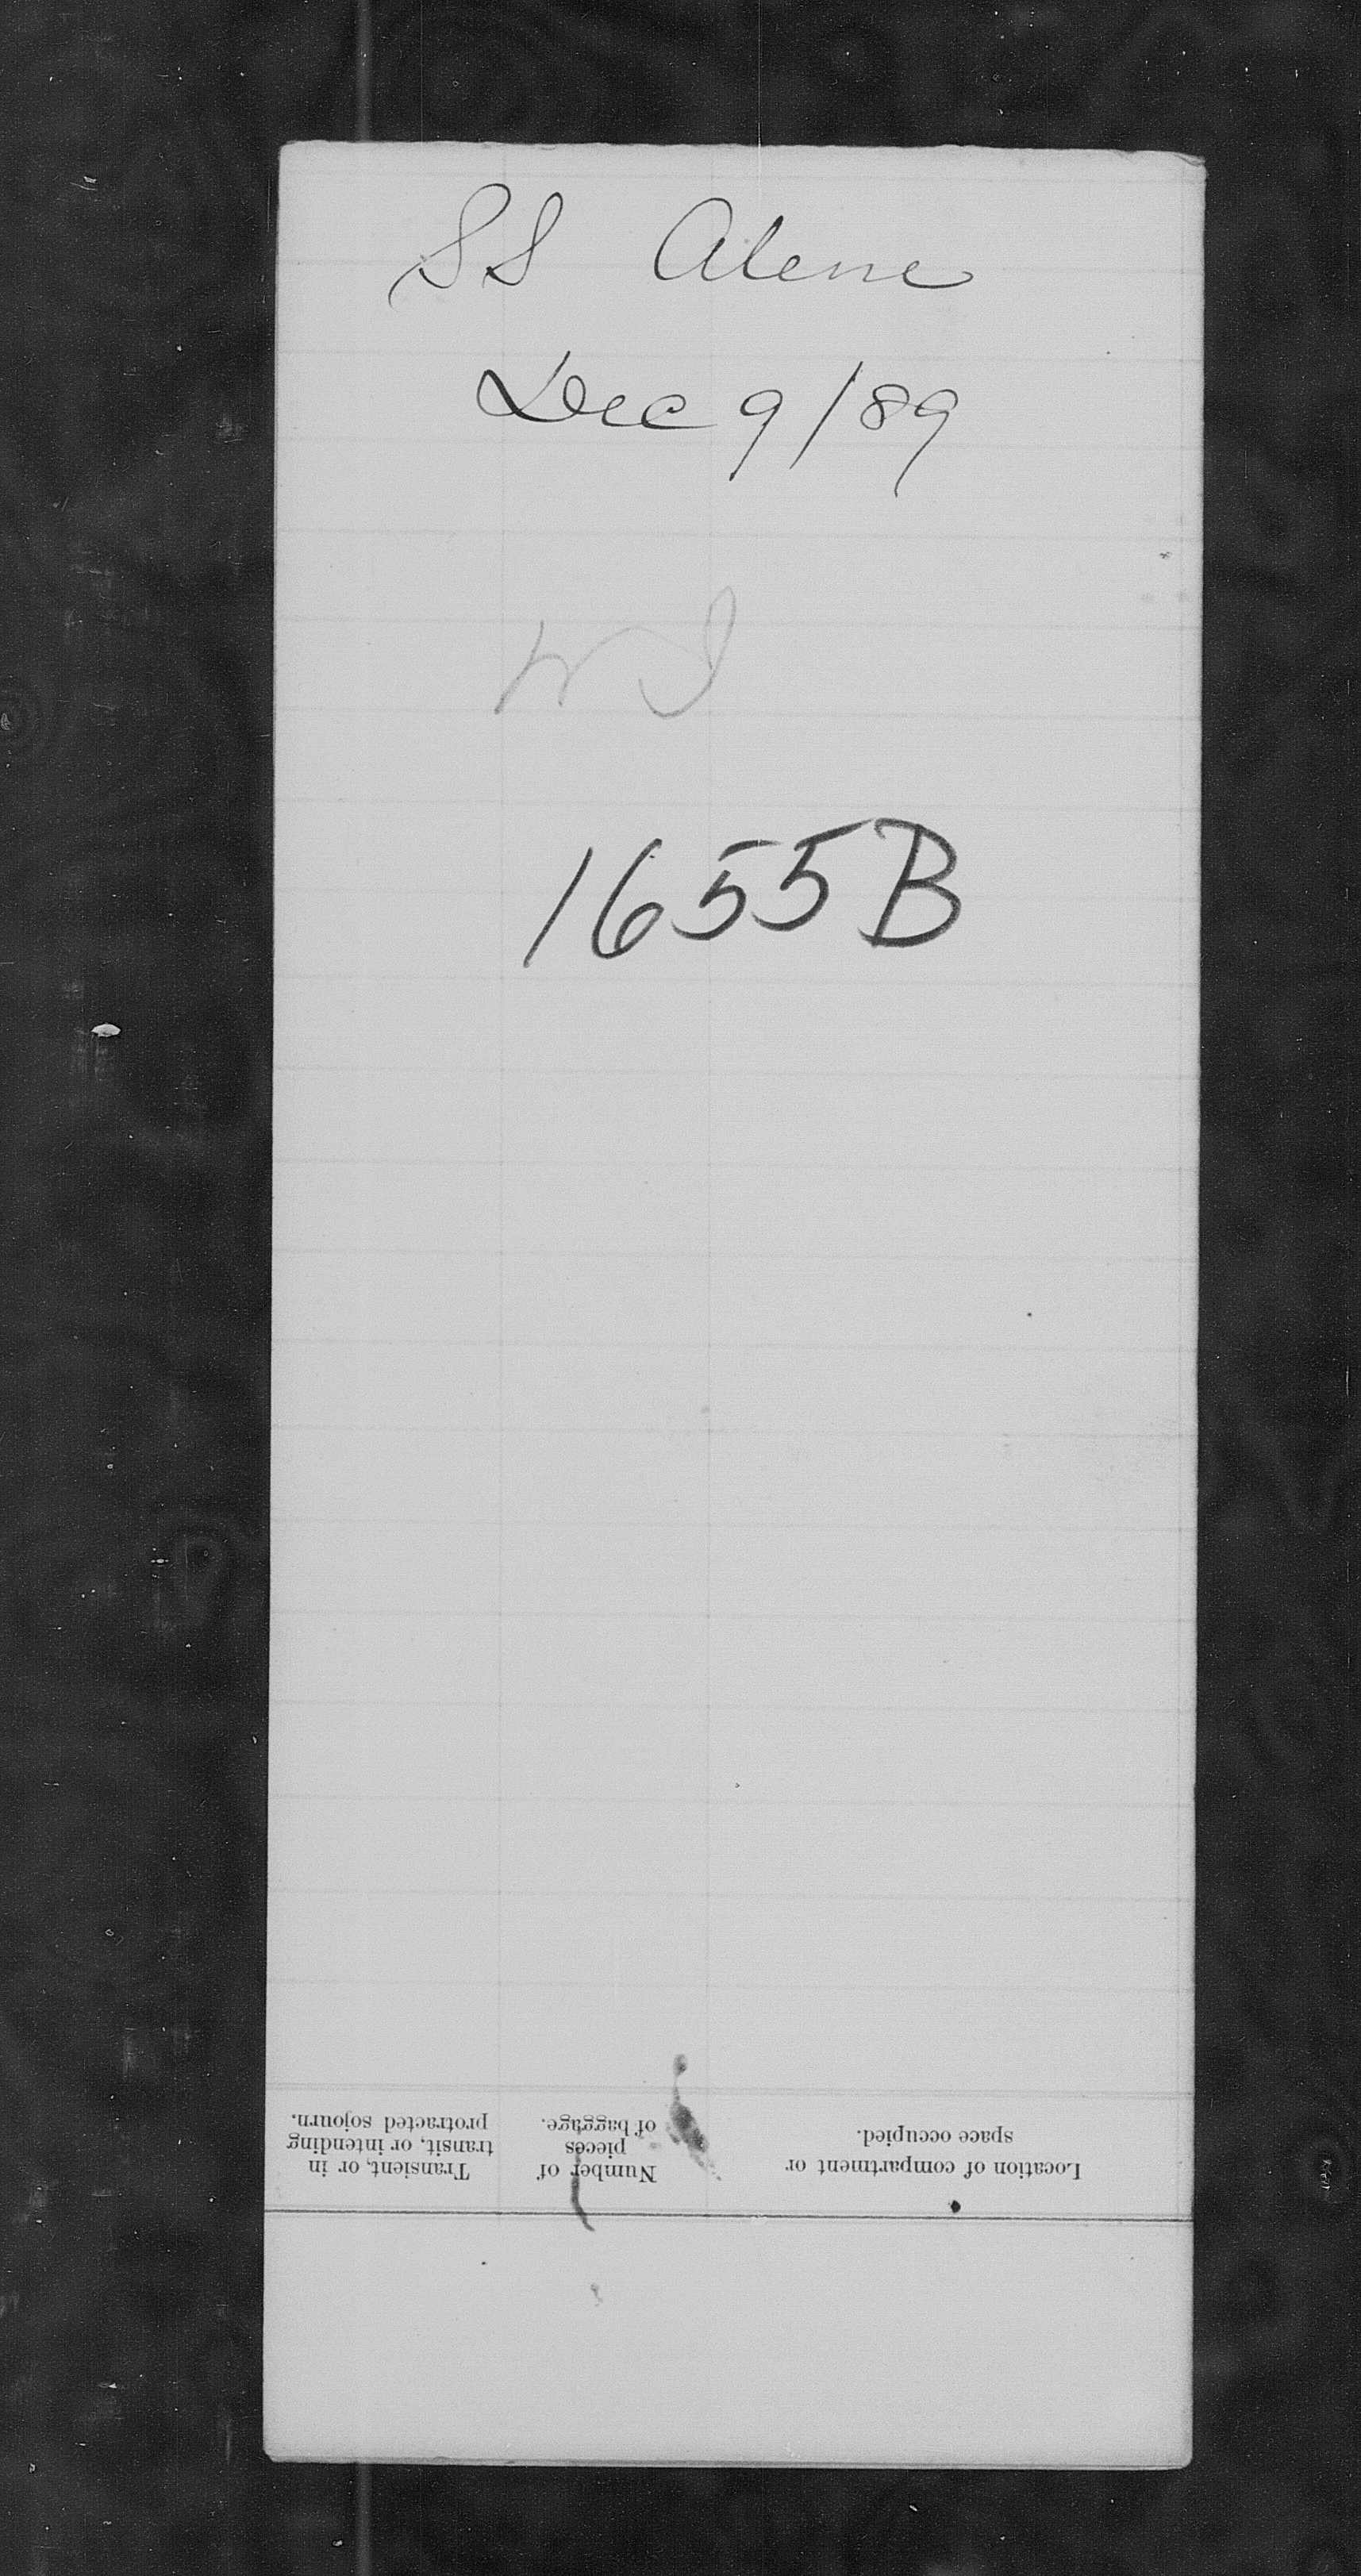 SS Alene
Dec 9/89
W I
1655B
Location of compartment or
space occupied.
Number of
pieces
of baggage.
Transient, or in
transit, or intending
protracted sojourn.